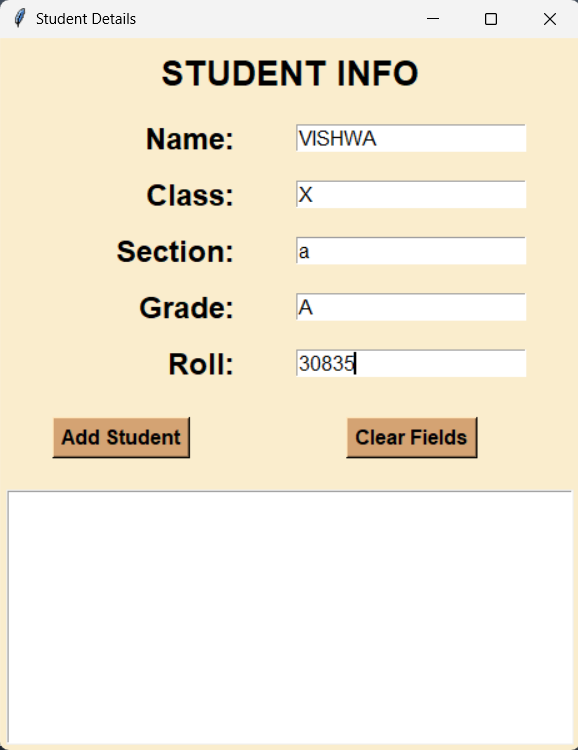 Student Details
STUDENT INFO
Name: VISHWA
Class: X
Section: a
Grade: A
Roll: 30835
Add Student Clear Fields